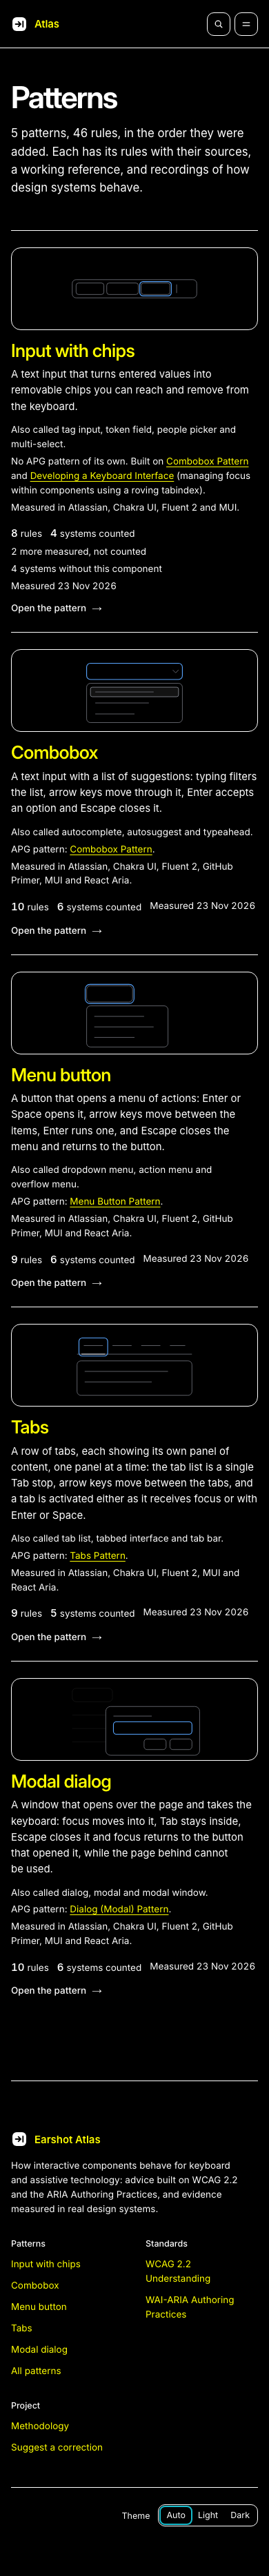 Atlas
Patterns
5 patterns, 46 rules, in the order they were
added. Each has its rules with their sources,
a working reference, and recordings of how
design systems behave.
Input with chips
A text input that turns entered values into
removable chips you can reach and remove from
the keyboard.
Also called tag input, token field, people picker and
multi-select.
No APG pattern of its own. Built on Combobox Pattern
and Developing a Keyboard Interface (managing focus
within components using a roving tabindex).
Measured in Atlassian, Chakra UI, Fluent 2 and MUI.
8 rules 4 systems counted
2 more measured, not counted
4 systems without this component
Measured 23 Nov 2026
Open the pattern →
Combobox
A text input with a list of suggestions: typing filters
the list, arrow keys move through it, Enter accepts
an option and Escape closes it.
Also called autocomplete, autosuggest and typeahead.
APG pattern: Combobox Pattern.
Measured in Atlassian, Chakra UI, Fluent 2, GitHub
Primer, MUI and React Aria.
10 rules 6 systems counted Measured 23 Nov 2026
Open the pattern →
Menu button
A button that opens a menu of actions: Enter or
Space opens it, arrow keys move between the
items, Enter runs one, and Escape closes the
menu and returns to the button.
Also called dropdown menu, action menu and
overflow menu.
APG pattern: Menu Button Pattern.
Measured in Atlassian, Chakra UI, Fluent 2, GitHub
Primer, MUI and React Aria.
9 rules 6 systems counted Measured 23 Nov 2026
Open the pattern →
Tabs
A row of tabs, each showing its own panel of
content, one panel at a time: the tab list is a single
Tab stop, arrow keys move between the tabs, and
a tab is activated either as it receives focus or with
Enter or Space.
Also called tab list, tabbed interface and tab bar.
APG pattern: Tabs Pattern.
Measured in Atlassian, Chakra UI, Fluent 2, MUI and
React Aria.
9 rules 5 systems counted Measured 23 Nov 2026
Open the pattern →
Modal dialog
A window that opens over the page and takes the
keyboard: focus moves into it, Tab stays inside,
Escape closes it and focus returns to the button
that opened it, while the page behind cannot
be used.
Also called dialog, modal and modal window.
APG pattern: Dialog (Modal) Pattern.
Measured in Atlassian, Chakra UI, Fluent 2, GitHub
Primer, MUI and React Aria.
10 rules 6 systems counted Measured 23 Nov 2026
Open the pattern →
Earshot Atlas
How interactive components behave for keyboard
and assistive technology: advice built on WCAG 2.2
and the ARIA Authoring Practices, and evidence
measured in real design systems.
Patterns
Input with chips
Combobox
Menu button
Tabs
Modal dialog
All patterns
Standards
WCAG 2.2
Understanding
WAI-ARIA Authoring
Practices
Project
Methodology
Suggest a correction
Theme Auto Light Dark